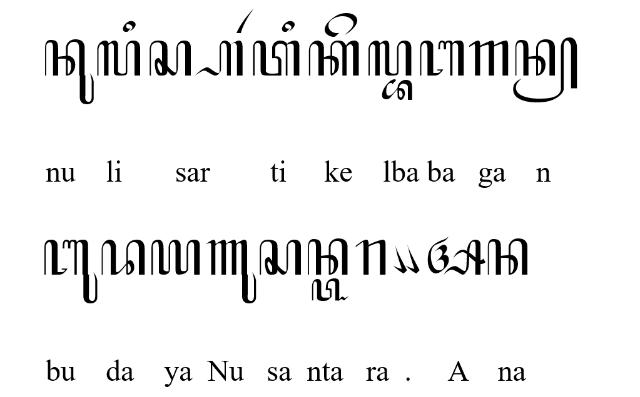 ꦤꦸꦭꦶꦱꦂꦠꦶꦏꦼꦭ꧀ꦧꦧꦒꦤ꧀
nu li sar ti ke lba ba ga n
ꦧꦸꦢꦪꦟꦸꦱꦤ꧀ꦠꦫ꧉ꦄꦤ
bu da ya Nu sa nta ra . A na